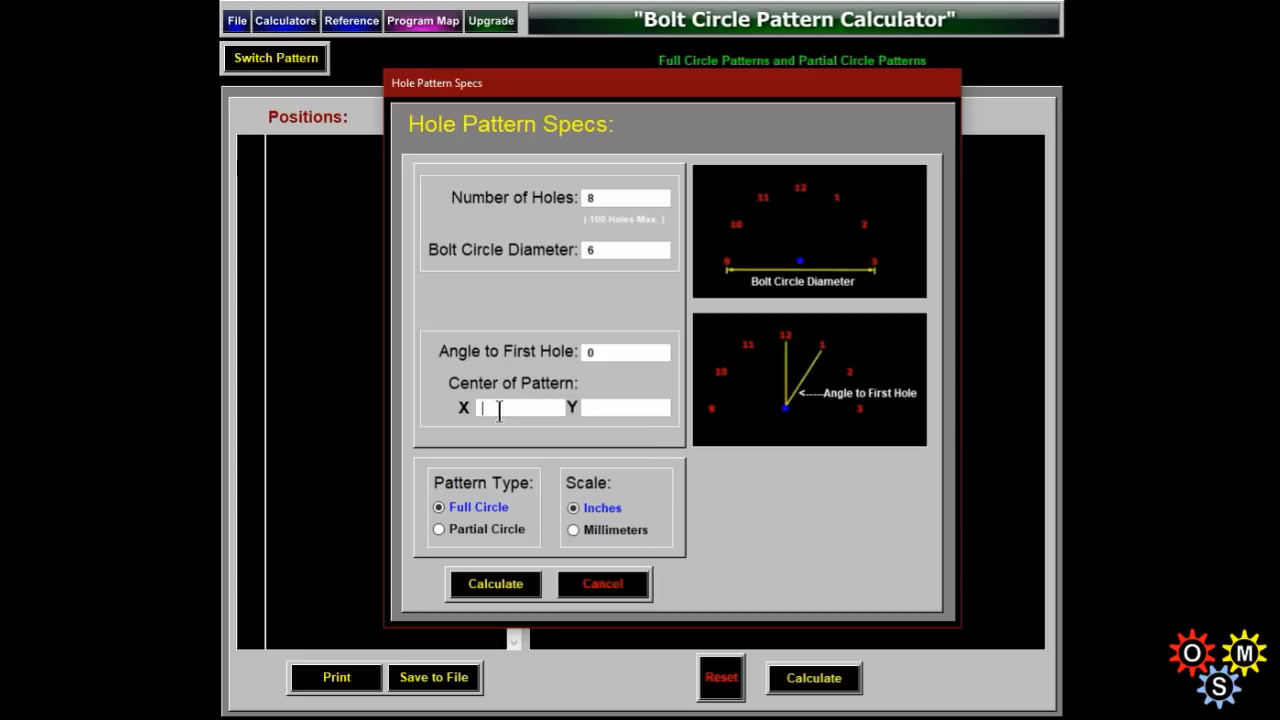 File Calculators Reference Program Map Upgrade
"Bolt Circle Pattern Calculator"
Switch Pattern
Full Circle Patterns and Partial Circle Patterns
Hole Pattern Specs
Positions:
Hole Pattern Specs:
Number of Holes: 8
( 100 Holes Max. )
Bolt Circle Diameter: 6
Angle to First Hole: 0
Center of Pattern:
X Y
12
11 1
10 2
9 3
Bolt Circle Diameter
12
11 1
10 2
<-----Angle to First Hole
9 3
Pattern Type: Scale:
Full Circle Inches
Partial Circle Millimeters
Calculate Cancel
Print Save to File Reset Calculate
O M
S